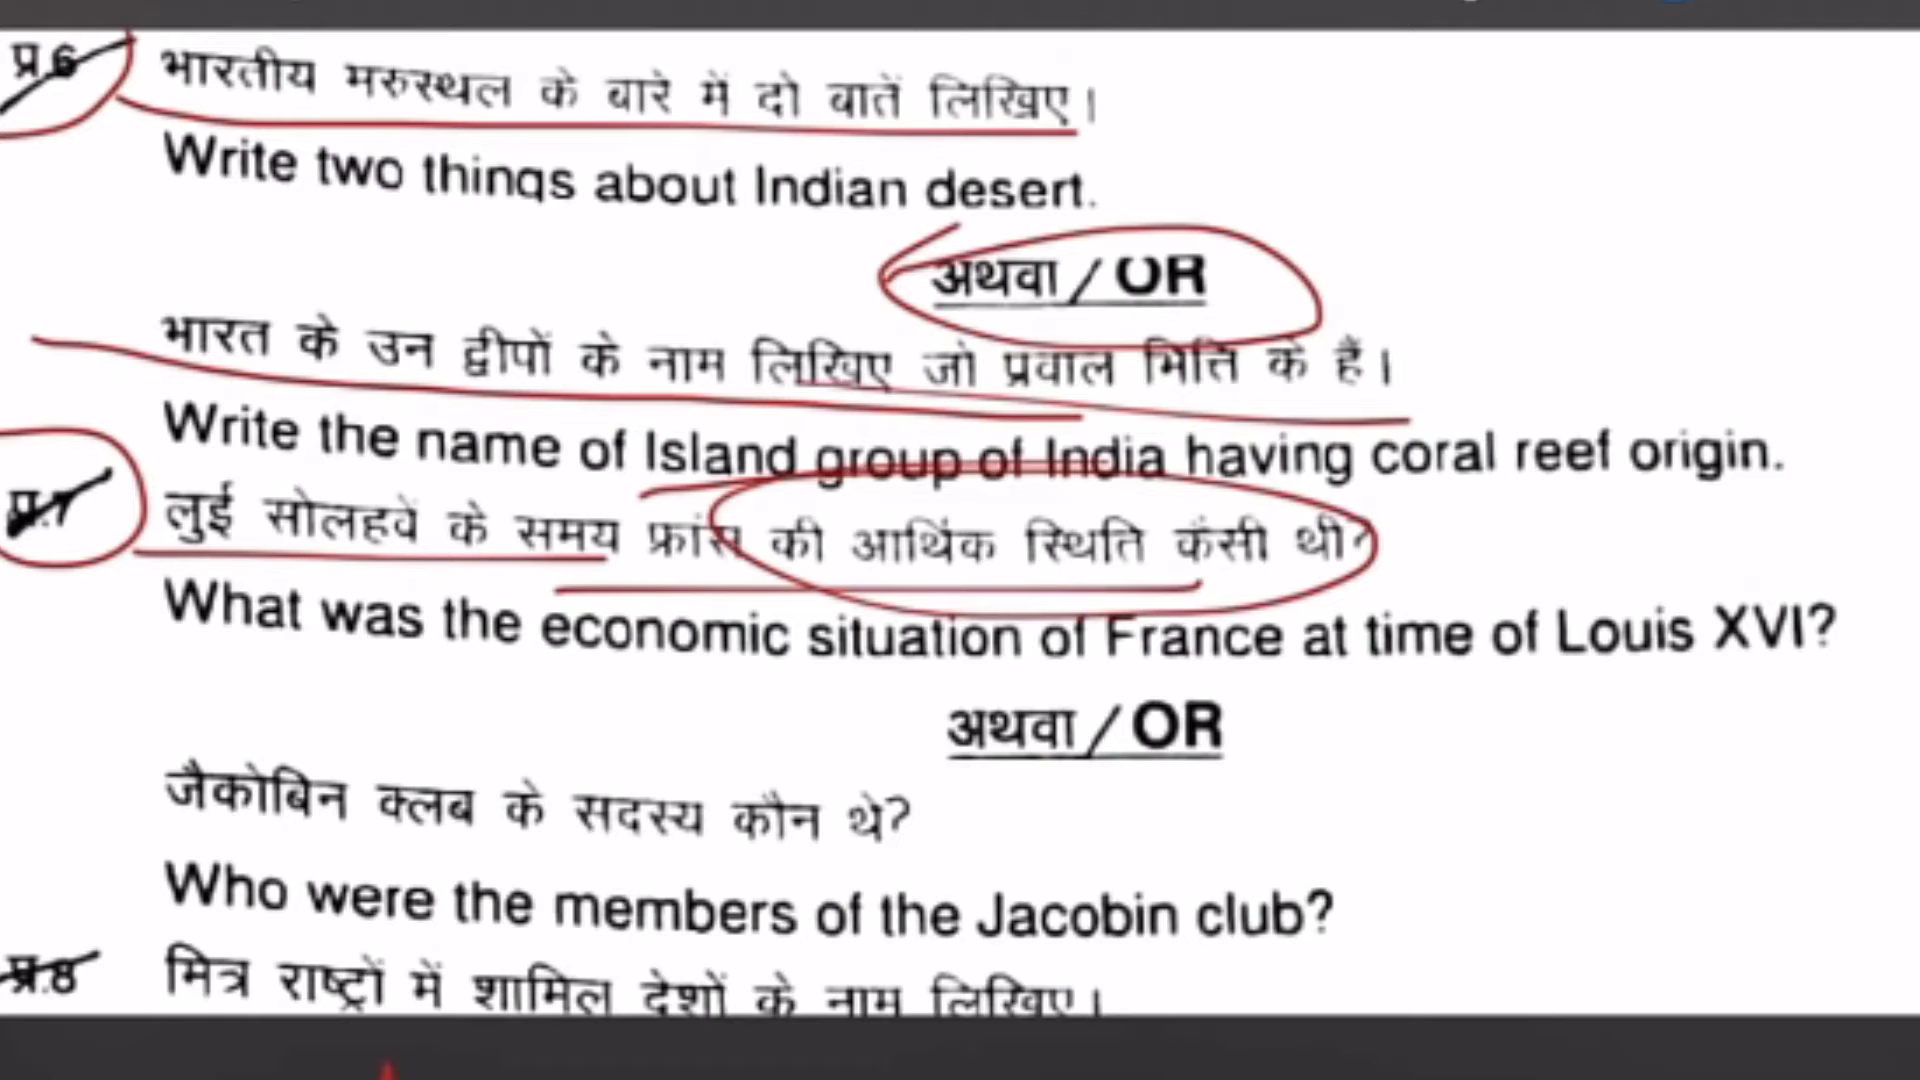 प्र.6 भारतीय मरुस्थल के बारे में दो बातें लिखिए।
Write two things about Indian desert.
अथवा / OR
भारत के उन द्वीपों के नाम लिखिए जो प्रवाल भित्ति के हैं।
Write the name of Island group of India having coral reef origin.
प्र.7 लुई सोलहवें के समय फ्रांस की आर्थिक स्थिति कैसी थी?
What was the economic situation of France at time of Louis XVI?
अथवा / OR
जैकोबिन क्लब के सदस्य कौन थे?
Who were the members of the Jacobin club?
प्र.8 मित्र राष्ट्रों में शामिल देशों के नाम लिखिए।